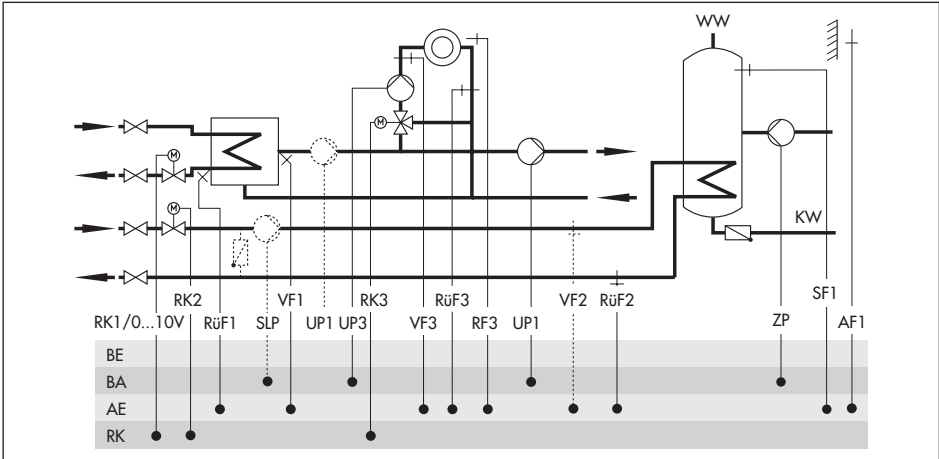 WW
M
M
M
KW
RK2 VF1 RK3 RüF3 VF2 RüF2 SF1
RK1/0...10V RüF1 SLP UP1 UP3 VF3 RF3 UP1 ZP AF1
BE
BA
AE
RK